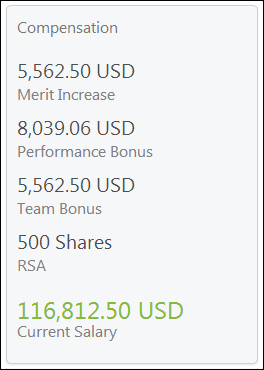 Compensation
5,562.50 USD
Merit Increase
8,039.06 USD
Performance Bonus
5,562.50 USD
Team Bonus
500 Shares
RSA
116,812.50 USD
Current Salary